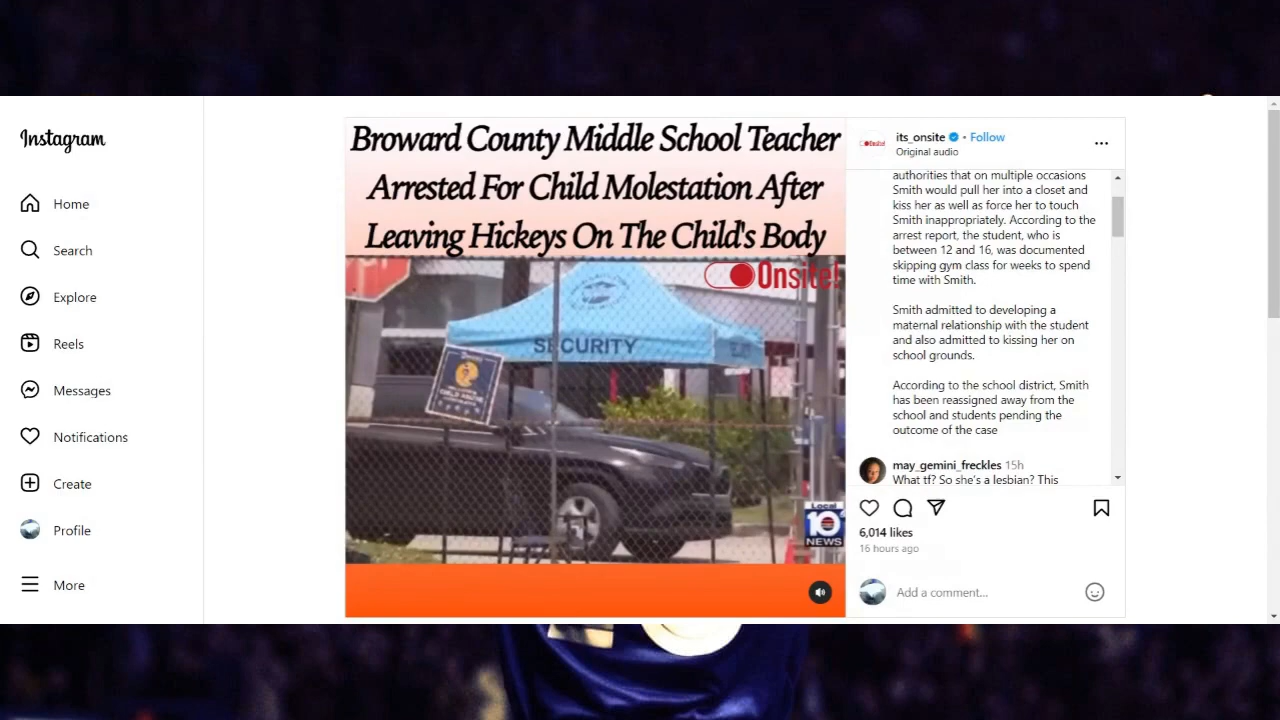 Instagram
Home
Search
Explore
Reels
Messages
Notifications
Create
Profile
More
Broward County Middle School Teacher
Arrested For Child Molestation After
Leaving Hickeys On The Child's Body
Onsite!
SECURITY
CHILD ABUSE
Local
10
NEWS
its_onsite • Follow
Original audio
authorities that on multiple occasions
Smith would pull her into a closet and
kiss her as well as force her to touch
Smith inappropriately. According to the
arrest report, the student, who is
between 12 and 16, was documented
skipping gym class for weeks to spend
time with Smith.
Smith admitted to developing a
maternal relationship with the student
and also admitted to kissing her on
school grounds.
According to the school district, Smith
has been reassigned away from the
school and students pending the
outcome of the case
may_gemini_freckles 15h
What tf? So she's a lesbian? This
6,014 likes
16 hours ago
Add a comment...